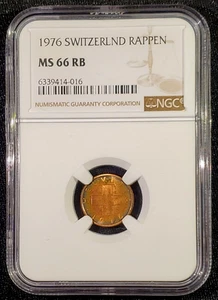 1976 SWITZERLND RAPPEN
MS 66 RB
6339414-016
NUMISMATIC GUARANTY CORPORATION
NGC